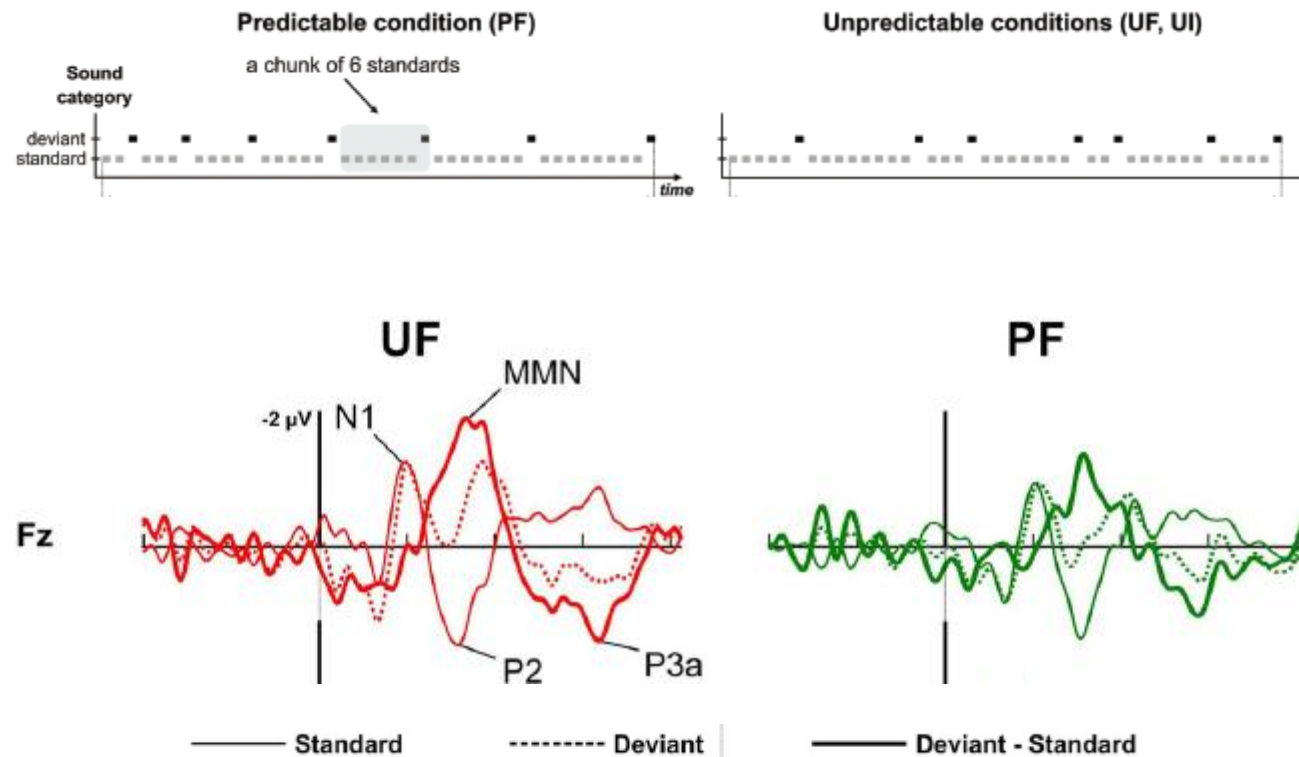 Predictable condition (PF)
Unpredictable conditions (UF, UI)
a chunk of 6 standards
Sound
category
deviant
standard
time
UF
PF
MMN
-2 µV
N1
Fz
P2
P3a
Standard
Deviant
Deviant - Standard